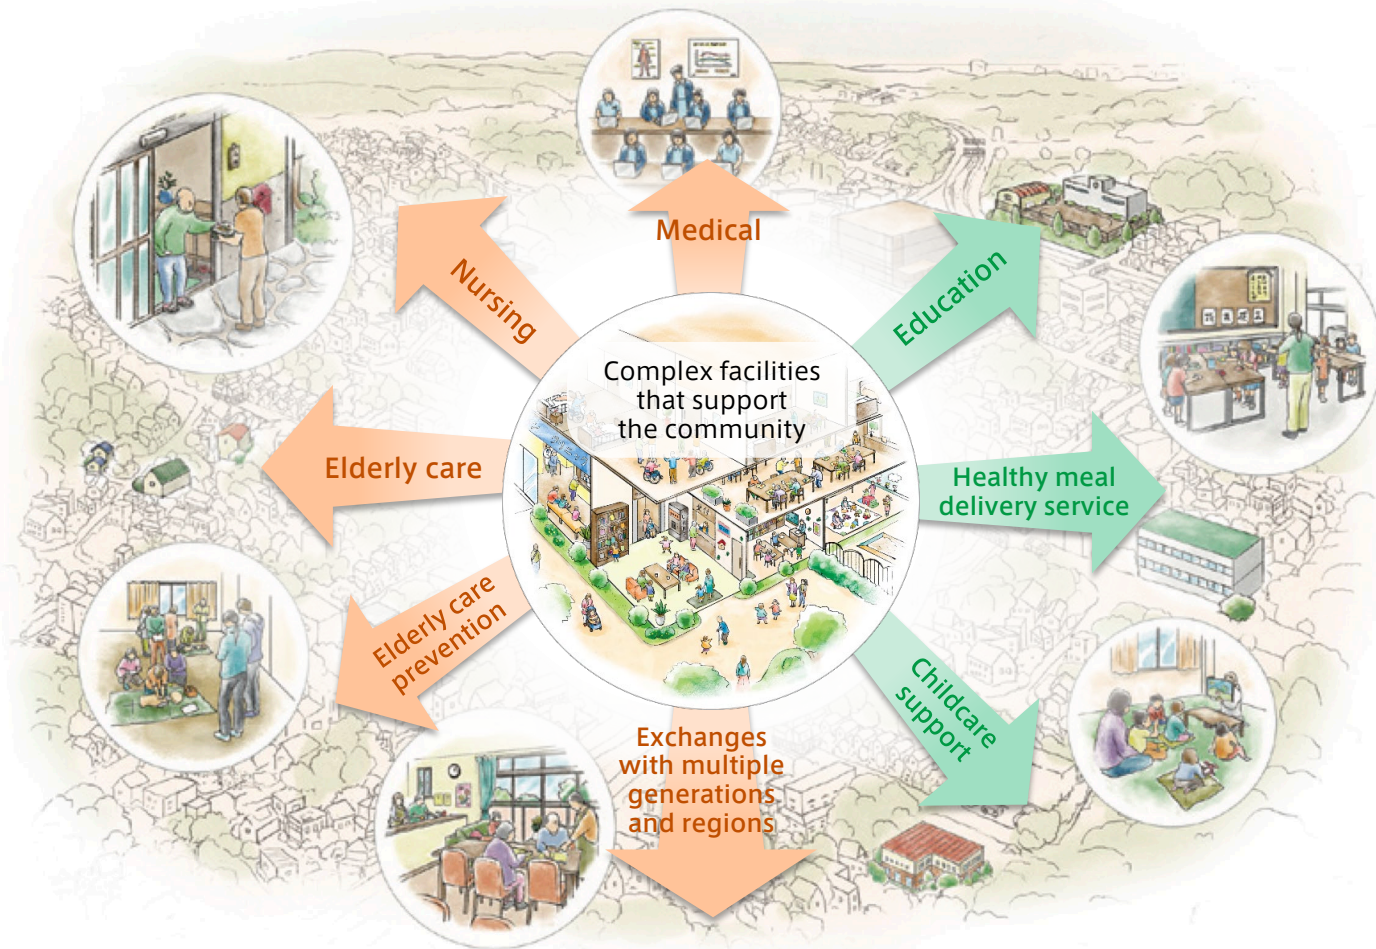 Medical
Nursing
Education
Complex facilities
that support
the community
Elderly care
Healthy meal
delivery service
Elderly care
prevention
Childcare
support
Exchanges
with multiple
generations
and regions